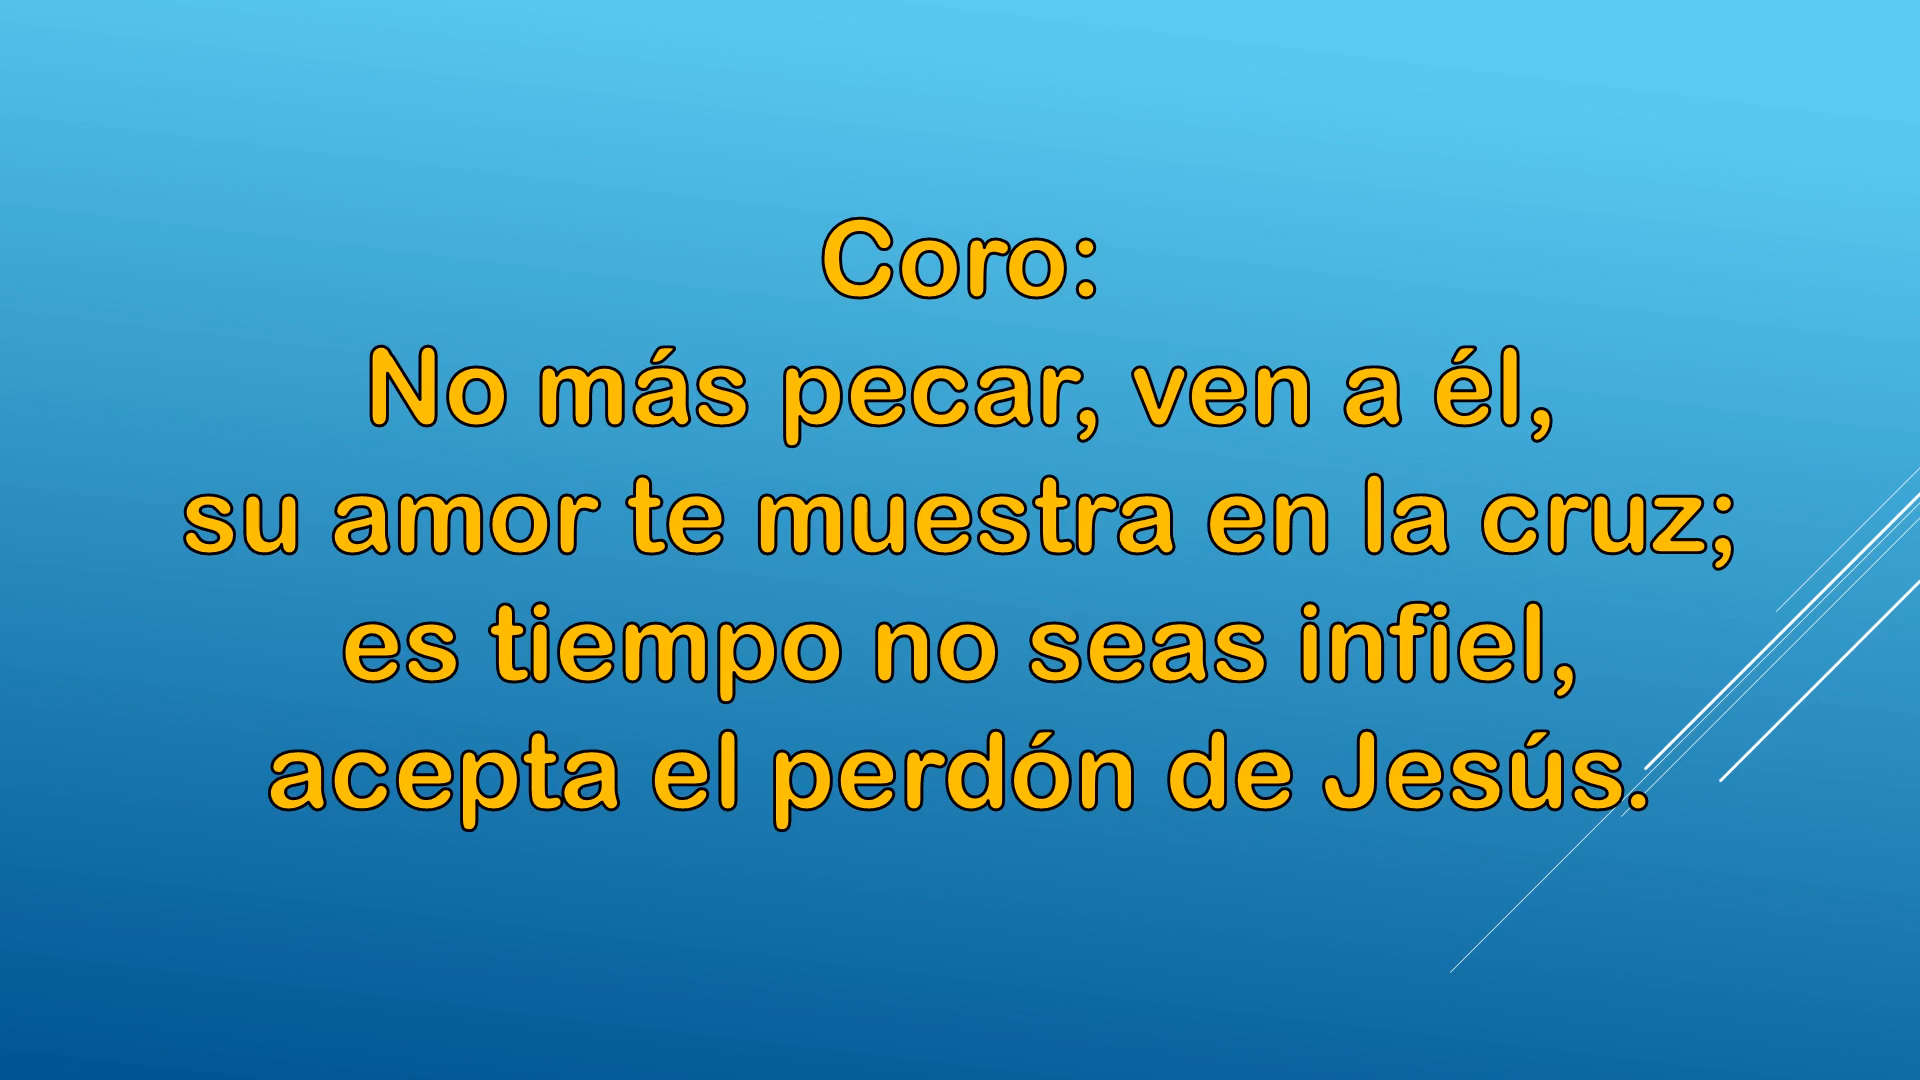 Coro:
No más pecar, ven a él,
su amor te muestra en la cruz;
es tiempo no seas infiel,
acepta el perdón de Jesús.